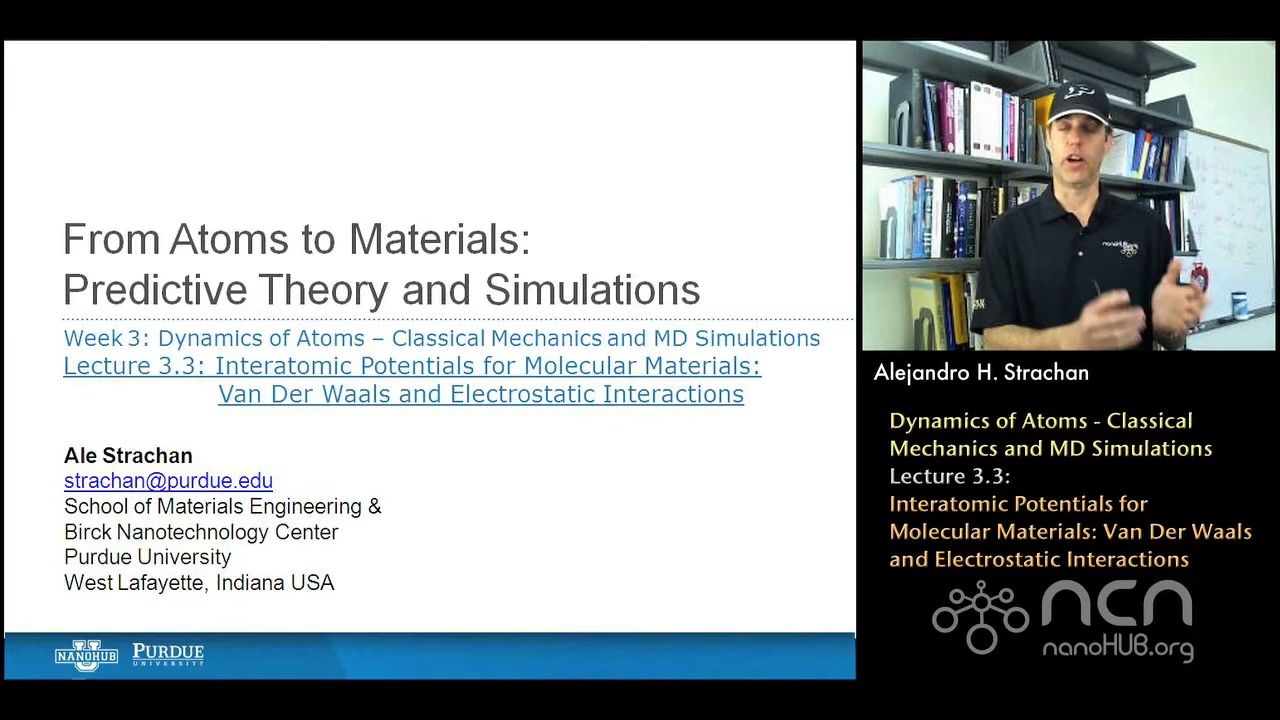 From Atoms to Materials:
Predictive Theory and Simulations
Week 3: Dynamics of Atoms – Classical Mechanics and MD Simulations
Lecture 3.3: Interatomic Potentials for Molecular Materials:
Van Der Waals and Electrostatic Interactions
Ale Strachan
strachan@purdue.edu
School of Materials Engineering &
Birck Nanotechnology Center
Purdue University
West Lafayette, Indiana USA
NANOHUB
U
PURDUE
UNIVERSITY
nanoHUB
Alejandro H. Strachan
Dynamics of Atoms - Classical
Mechanics and MD Simulations
Lecture 3.3:
Interatomic Potentials for
Molecular Materials: Van Der Waals
and Electrostatic Interactions
ncn
nanoHUB.org